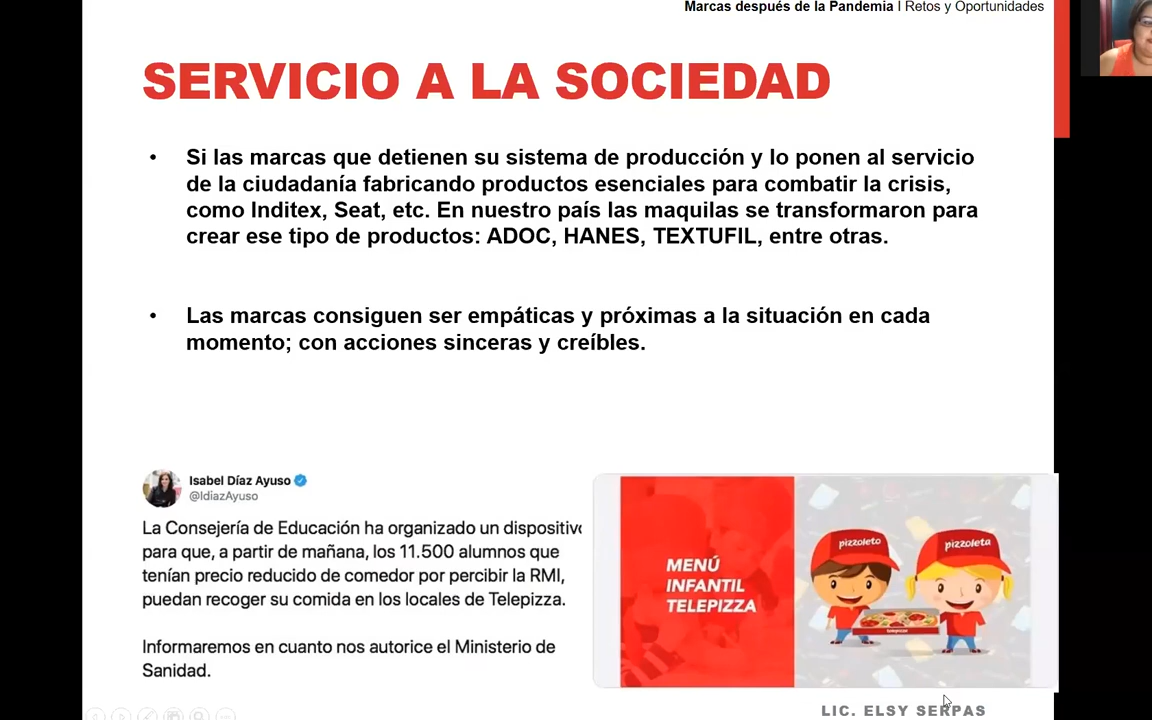 Marcas después de la Pandemia I Retos y Oportunidades
SERVICIO A LA SOCIEDAD
• Si las marcas que detienen su sistema de producción y lo ponen al servicio
de la ciudadanía fabricando productos esenciales para combatir la crisis,
como Inditex, Seat, etc. En nuestro país las maquilas se transformaron para
crear ese tipo de productos: ADOC, HANES, TEXTUFIL, entre otras.
• Las marcas consiguen ser empáticas y próximas a la situación en cada
momento; con acciones sinceras y creíbles.
Isabel Díaz Ayuso
@IdiazAyuso
La Consejería de Educación ha organizado un dispositivo
para que, a partir de mañana, los 11.500 alumnos que
tenían precio reducido de comedor por percibir la RMI,
puedan recoger su comida en los locales de Telepizza.
Informaremos en cuanto nos autorice el Ministerio de
Sanidad.
MENÚ
INFANTIL
TELEPIZZA
pizzoleto
pizzoleta
telepizza
LIC. ELSY SERPAS